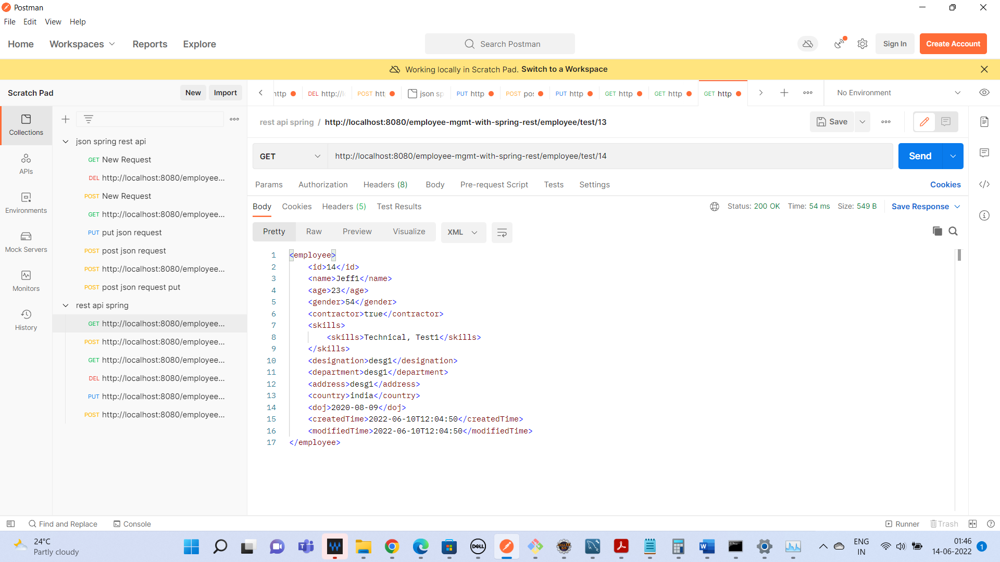 Postman
File Edit View Help
Home Workspaces Reports Explore Search Postman Sign In Create Account
Working locally in Scratch Pad. Switch to a Workspace
Scratch Pad New Import
http DEL http://l POST htt json sp PUT http POST po: PUT http GET http GET http GET http No Environment
Collections
APIs
Environments
Mock Servers
Monitors
History
json spring rest api
GET New Request
DEL http://localhost:8080/employee...
POST New Request
GET http://localhost:8080/employee...
PUT put json request
POST post json request
POST http://localhost:8080/employee...
POST post json request put
rest api spring
GET http://localhost:8080/employee...
POST http://localhost:8080/employee...
GET http://localhost:8080/employee...
DEL http://localhost:8080/employee...
PUT http://localhost:8080/employee...
POST http://localhost:8080/employee...
rest api spring / http://localhost:8080/employee-mgmt-with-spring-rest/employee/test/13 Save
GET http://localhost:8080/employee-mgmt-with-spring-rest/employee/test/14 Send
Params Authorization Headers (8) Body Pre-request Script Tests Settings Cookies
Body Cookies Headers (5) Test Results Status: 200 OK Time: 54 ms Size: 549 B Save Response
Pretty Raw Preview Visualize XML
1 <employee>
2 <id>14</id>
3 <name>Jeff1</name>
4 <age>23</age>
5 <gender>54</gender>
6 <contractor>true</contractor>
7 <skills>
8 <skills>Technical, Test1</skills>
9 </skills>
10 <designation>desg1</designation>
11 <department>desg1</department>
12 <address>desg1</address>
13 <country>india</country>
14 <doj>2020-08-09</doj>
15 <createdTime>2022-06-10T12:04:50</createdTime>
16 <modifiedTime>2022-06-10T12:04:50</modifiedTime>
17 </employee>
Find and Replace Console Runner Trash
24°C
Partly cloudy
DELL
ENG
IN
01:46
14-06-2022
1